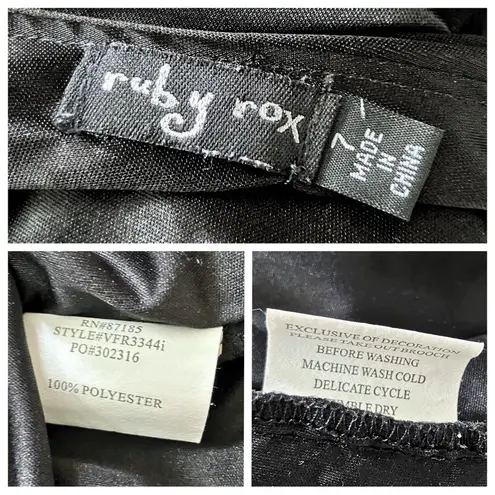 ruby rox
7
MADE
IN
CHINA
RN#87185
STYLE#VFR3344i
PO#302316
100% POLYESTER
EXCLUSIVE OF DECORATION
PLEASE TAKE OUT BROOCH
BEFORE WASHING
MACHINE WASH COLD
DELICATE CYCLE
TUMBLE DRY